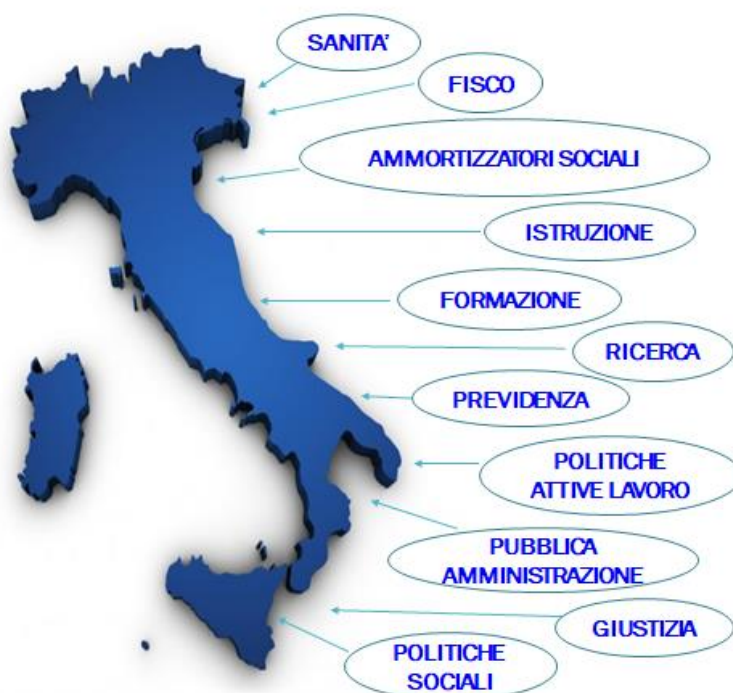 SANITA'
FISCO
AMMORTIZZATORI SOCIALI
ISTRUZIONE
FORMAZIONE
RICERCA
PREVIDENZA
POLITICHE
ATTIVE LAVORO
PUBBLICA
AMMINISTRAZIONE
GIUSTIZIA
POLITICHE
SOCIALI